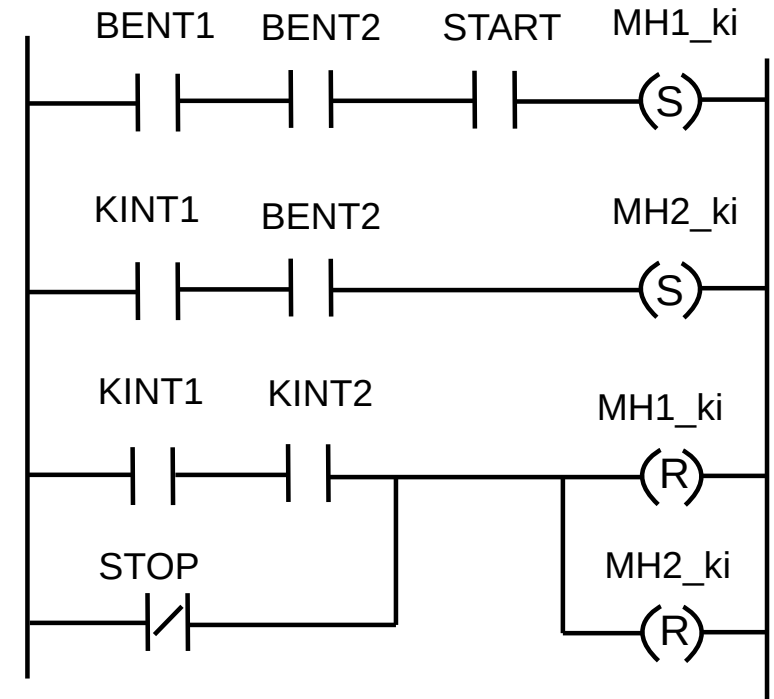 BENT1 BENT2 START MH1_ki
S
KINT1 BENT2 MH2_ki
S
KINT1 KINT2 MH1_ki
R
STOP MH2_ki
R